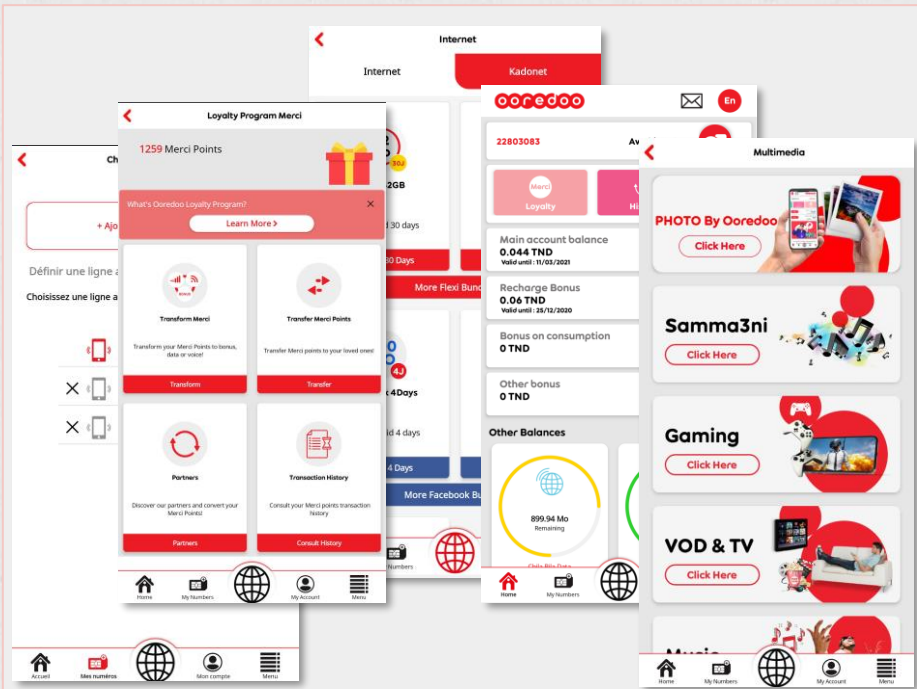 Ch
+ Ajo
Définir une ligne a
Choisissez une ligne a
Accueil
Mes numéros
Mon compte
Menu
Loyalty Program Merci
1259 Merci Points
What's Ooredoo Loyalty Program?
×
Learn More >
BONUS
Transform Merci
Transform your Merci Points to bonus,
data or voice!
Transform
Transfer Merci Points
Transfer Merci points to your loved ones!
Transfer
Partners
Discover our partners and convert your
Merci Points!
Partners
Transaction History
Consult your Merci points transaction
history
Consult History
Home
My Numbers
My Account
Menu
Internet
Internet
Kadonet
30J
2GB
30 days
30 Days
More Flexi Bund
4J
4Days
id 4 days
4 Days
More Facebook Bu
Numbers
ooredoo
En
22803083
Merci
Loyalty
His
Main account balance
0.044 TND
Valid until : 11/03/2021
Recharge Bonus
0.06 TND
Valid until : 25/12/2020
Bonus on consumption
0 TND
Other bonus
0 TND
Other Balances
899.94 Mo
Remaining
Home
My Numbers
Multimedia
PHOTO By Ooredoo
Click Here
Samma3ni
Click Here
Gaming
Click Here
VOD & TV
Click Here
Music
Home
My Numbers
My Account
Menu